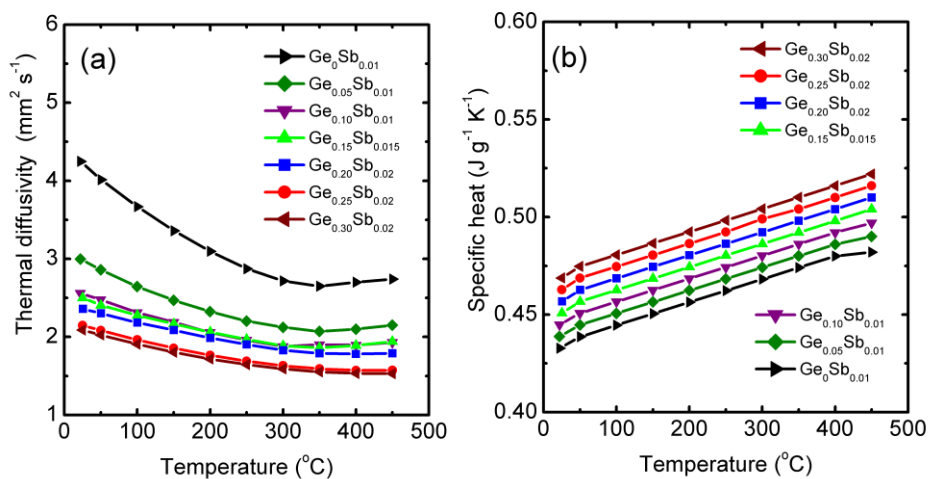 (a)
Thermal diffusivity (mm² s⁻¹)
6
5
4
3
2
1
Ge₀Sb₀.₀₁
Ge₀.₀₅Sb₀.₀₁
Ge₀.₁₀Sb₀.₀₁
Ge₀.₁₅Sb₀.₀₁₅
Ge₀.₂₀Sb₀.₀₂
Ge₀.₂₅Sb₀.₀₂
Ge₀.₃₀Sb₀.₀₂
0 100 200 300 400 500
Temperature (°C)
(b)
Specific heat (J g⁻¹ K⁻¹)
0.60
0.55
0.50
0.45
0.40
Ge₀.₃₀Sb₀.₀₂
Ge₀.₂₅Sb₀.₀₂
Ge₀.₂₀Sb₀.₀₂
Ge₀.₁₅Sb₀.₀₁₅
Ge₀.₁₀Sb₀.₀₁
Ge₀.₀₅Sb₀.₀₁
Ge₀Sb₀.₀₁
0 100 200 300 400 500
Temperature (°C)